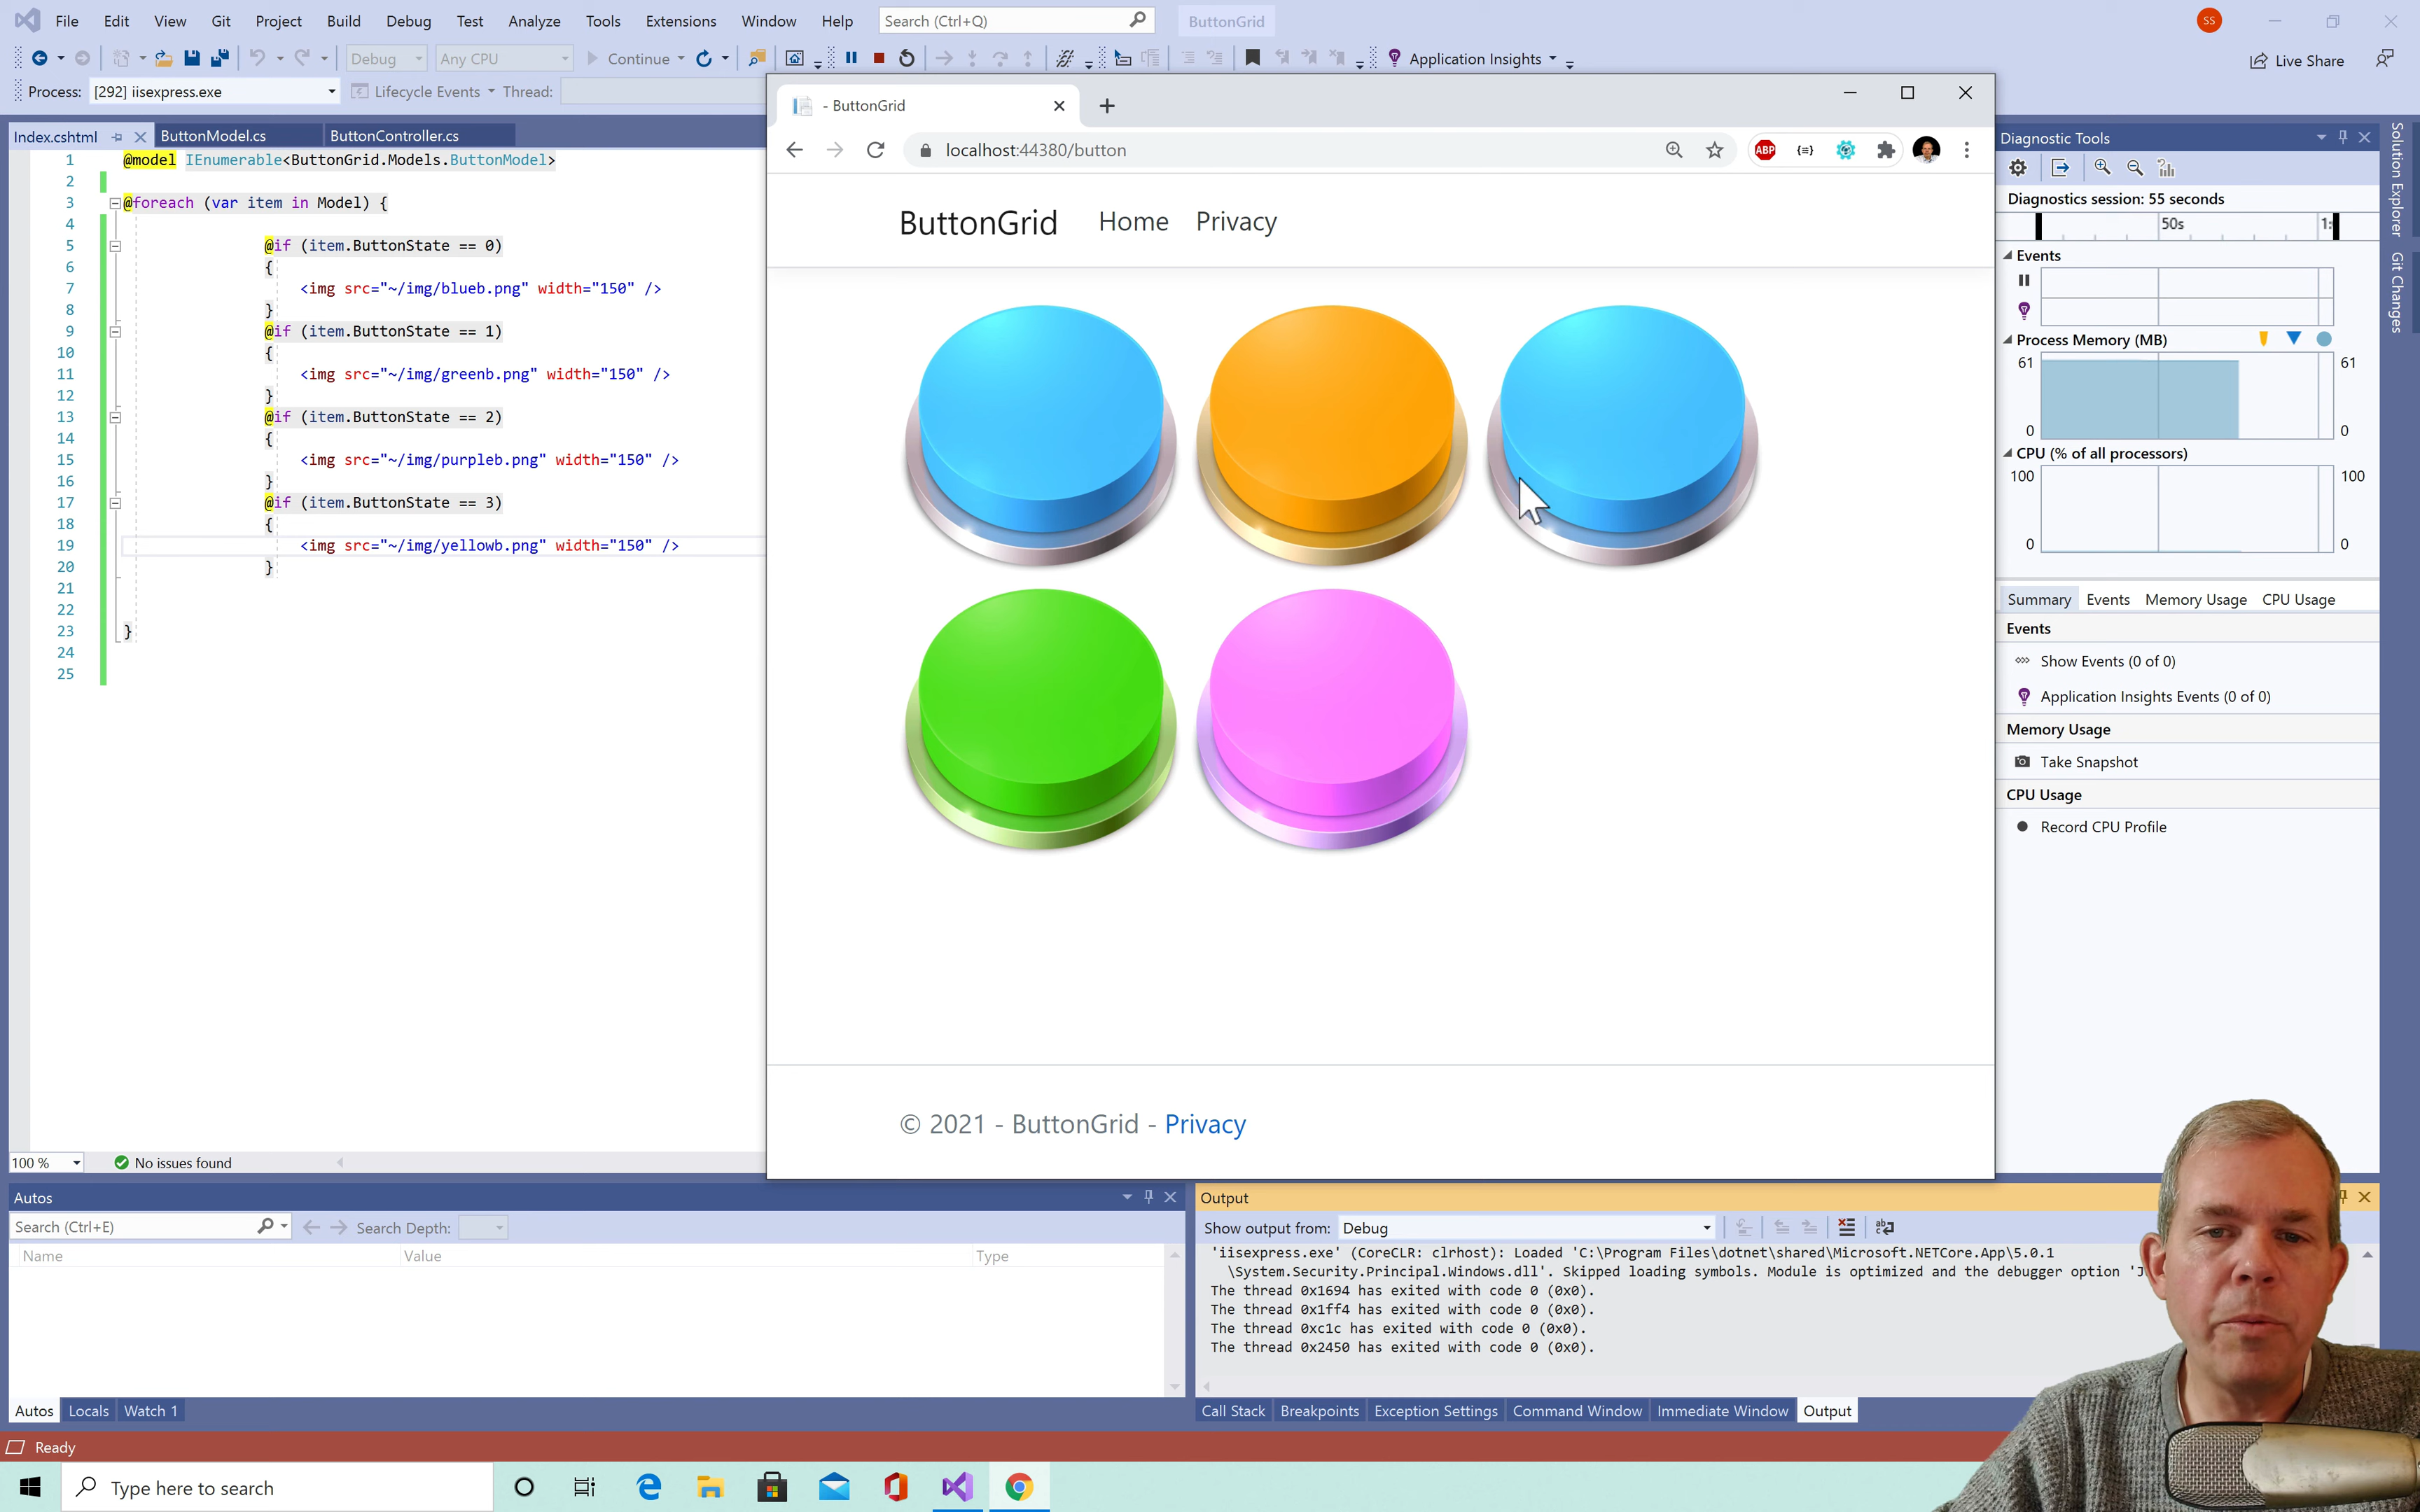 File Edit View Git Project Build Debug Test Analyze Tools Extensions Window Help Search (Ctrl+Q) ButtonGrid SS
Debug Any CPU Continue Application Insights Live Share
Process: [292] iisexpress.exe Lifecycle Events Thread:
Index.cshtml ButtonModel.cs ButtonController.cs
1 @model IEnumerable<ButtonGrid.Models.ButtonModel>
2
3 @foreach (var item in Model) {
4
5 @if (item.ButtonState == 0)
6 {
7 <img src="~/img/blueb.png" width="150" />
8 }
9 @if (item.ButtonState == 1)
10 {
11 <img src="~/img/greenb.png" width="150" />
12 }
13 @if (item.ButtonState == 2)
14 {
15 <img src="~/img/purpleb.png" width="150" />
16 }
17 @if (item.ButtonState == 3)
18 {
19 <img src="~/img/yellowb.png" width="150" />
20 }
21
22
23 }
24
25
100 % No issues found
- ButtonGrid
localhost:44380/button
ABP
ButtonGrid Home Privacy
© 2021 - ButtonGrid - Privacy
Diagnostic Tools
Diagnostics session: 55 seconds
50s 1:
Events
Process Memory (MB)
61 61
0 0
CPU (% of all processors)
100 100
0 0
Summary Events Memory Usage CPU Usage
Events
Show Events (0 of 0)
Application Insights Events (0 of 0)
Memory Usage
Take Snapshot
CPU Usage
Record CPU Profile
Solution Explorer
Git Changes
Autos
Search (Ctrl+E) Search Depth:
Name Value Type
Autos Locals Watch 1
Output
Show output from: Debug
'iisexpress.exe' (CoreCLR: clrhost): Loaded 'C:\Program Files\dotnet\shared\Microsoft.NETCore.App\5.0.1
\System.Security.Principal.Windows.dll'. Skipped loading symbols. Module is optimized and the debugger option 'J
The thread 0x1694 has exited with code 0 (0x0).
The thread 0x1ff4 has exited with code 0 (0x0).
The thread 0xc1c has exited with code 0 (0x0).
The thread 0x2450 has exited with code 0 (0x0).
Call Stack Breakpoints Exception Settings Command Window Immediate Window Output
Ready
Type here to search